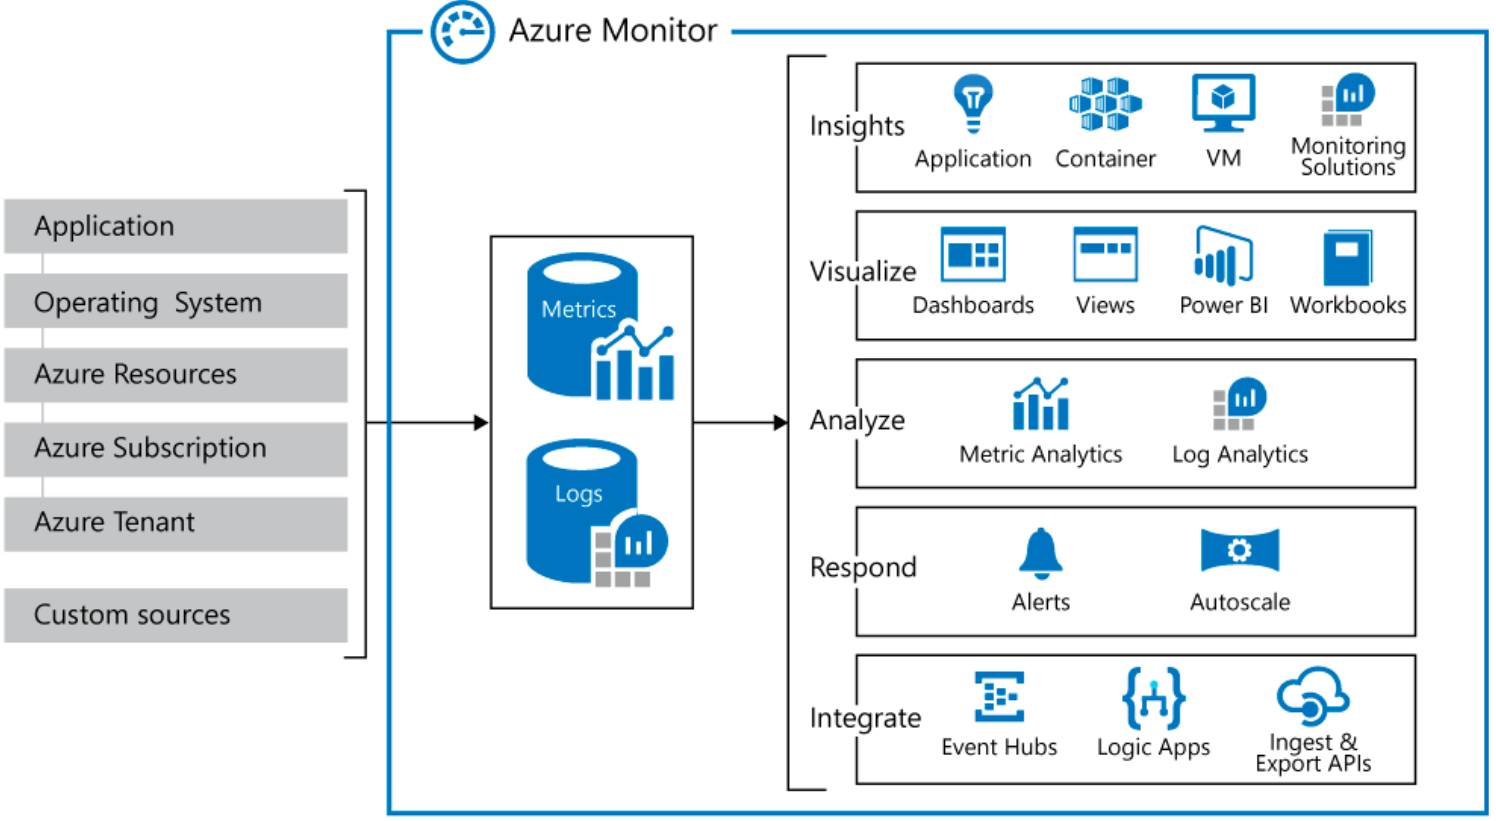 Azure Monitor
Application
Operating System
Azure Resources
Azure Subscription
Azure Tenant
Custom sources
Metrics
Logs
Insights
Application
Container
VM
Monitoring
Solutions
Visualize
Dashboards
Views
Power BI
Workbooks
Analyze
Metric Analytics
Log Analytics
Respond
Alerts
Autoscale
Integrate
Event Hubs
Logic Apps
Ingest &
Export APIs